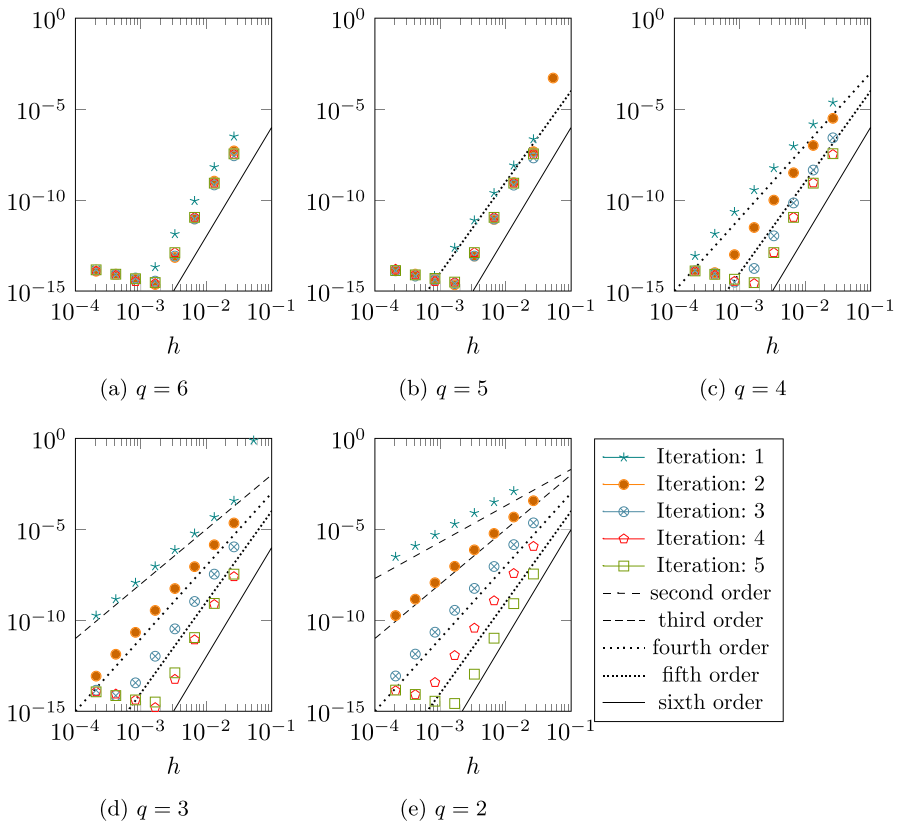 10^0
10^−5
10^−10
10^−15
10^−4 10^−3 10^−2 10^−1
h
(a) q = 6
10^0
10^−5
10^−10
10^−15
10^−4 10^−3 10^−2 10^−1
h
(b) q = 5
10^0
10^−5
10^−10
10^−15
10^−4 10^−3 10^−2 10^−1
h
(c) q = 4
10^0
10^−5
10^−10
10^−15
10^−4 10^−3 10^−2 10^−1
h
(d) q = 3
10^0
10^−5
10^−10
10^−15
10^−4 10^−3 10^−2 10^−1
h
(e) q = 2
Iteration: 1
Iteration: 2
Iteration: 3
Iteration: 4
Iteration: 5
second order
third order
fourth order
fifth order
sixth order